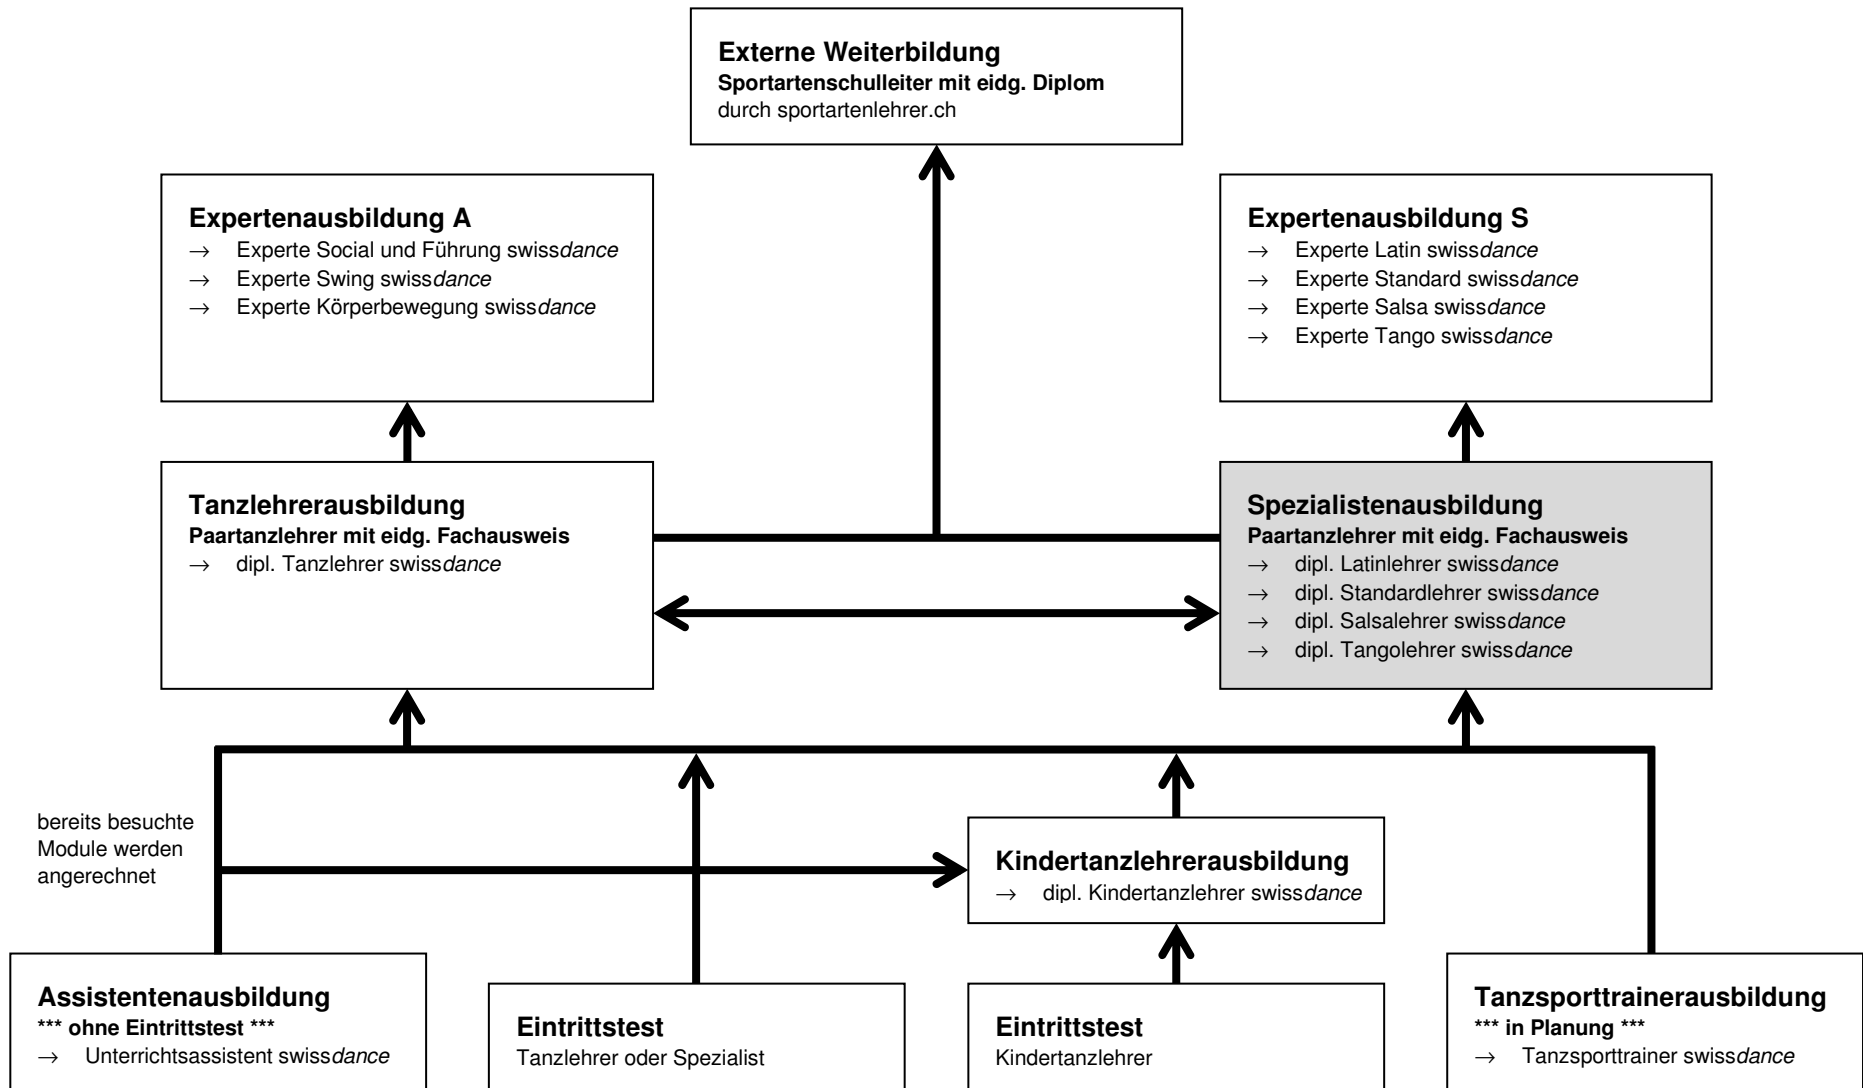 Externe Weiterbildung
Sportartenschulleiter mit eidg. Diplom
durch sportartenlehrer.ch
Expertenausbildung A
→ Experte Social und Führung swissdance
→ Experte Swing swissdance
→ Experte Körperbewegung swissdance
Expertenausbildung S
→ Experte Latin swissdance
→ Experte Standard swissdance
→ Experte Salsa swissdance
→ Experte Tango swissdance
Tanzlehrerausbildung
Paartanzlehrer mit eidg. Fachausweis
→ dipl. Tanzlehrer swissdance
Spezialistenausbildung
Paartanzlehrer mit eidg. Fachausweis
→ dipl. Latinlehrer swissdance
→ dipl. Standardlehrer swissdance
→ dipl. Salsalehrer swissdance
→ dipl. Tangolehrer swissdance
bereits besuchte
Module werden
angerechnet
Kindertanzlehrerausbildung
→ dipl. Kindertanzlehrer swissdance
Assistentenausbildung
*** ohne Eintrittstest ***
→ Unterrichtsassistent swissdance
Eintrittstest
Tanzlehrer oder Spezialist
Eintrittstest
Kindertanzlehrer
Tanzsporttrainerausbildung
*** in Planung ***
→ Tanzsporttrainer swissdance